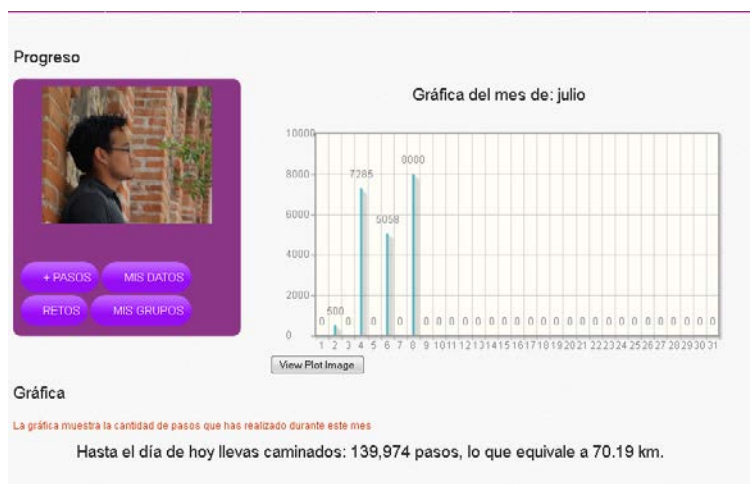 Progreso
+ PASOS MIS DATOS
RETOS MIS GRUPOS
Gráfica del mes de: julio
10000
8000
6000
4000
2000
0
0 500 0 7285 0 5058 0 8000 0 0 0 0 0 0 0 0 0 0 0 0 0 0 0 0 0 0 0 0 0 0 0
1 2 3 4 5 6 7 8 9 10 11 12 13 14 15 16 17 18 19 20 21 22 23 24 25 26 27 28 29 30 31
View Plot Image
Gráfica
La gráfica muestra la cantidad de pasos que has realizado durante este mes
Hasta el día de hoy llevas caminados: 139,974 pasos, lo que equivale a 70.19 km.